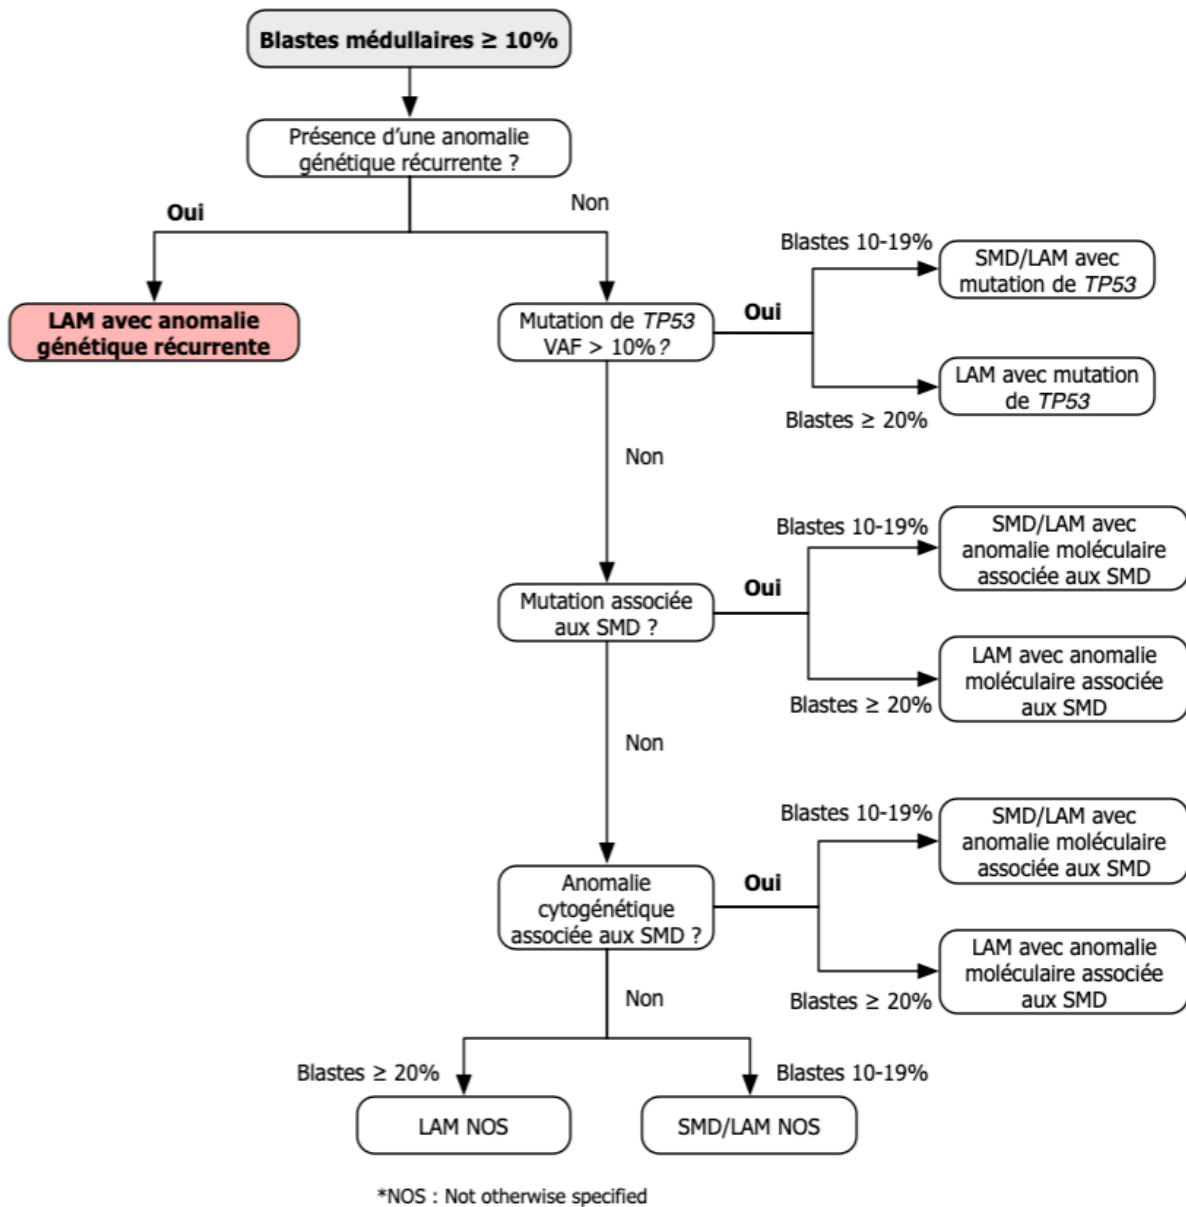 Blastes médullaires ≥ 10%
Présence d'une anomalie
génétique récurrente ?
Oui
Non
LAM avec anomalie
génétique récurrente
Mutation de TP53
VAF > 10%?
Oui
Blastes 10-19%
SMD/LAM avec
mutation de TP53
LAM avec mutation
de TP53
Blastes ≥ 20%
Non
Mutation associée
aux SMD ?
Oui
Blastes 10-19%
SMD/LAM avec
anomalie moléculaire
associée aux SMD
LAM avec anomalie
moléculaire associée
aux SMD
Blastes ≥ 20%
Non
Anomalie
cytogénétique
associée aux SMD ?
Oui
Blastes 10-19%
SMD/LAM avec
anomalie moléculaire
associée aux SMD
LAM avec anomalie
moléculaire associée
aux SMD
Blastes ≥ 20%
Non
Blastes ≥ 20%
Blastes 10-19%
LAM NOS
SMD/LAM NOS
*NOS : Not otherwise specified